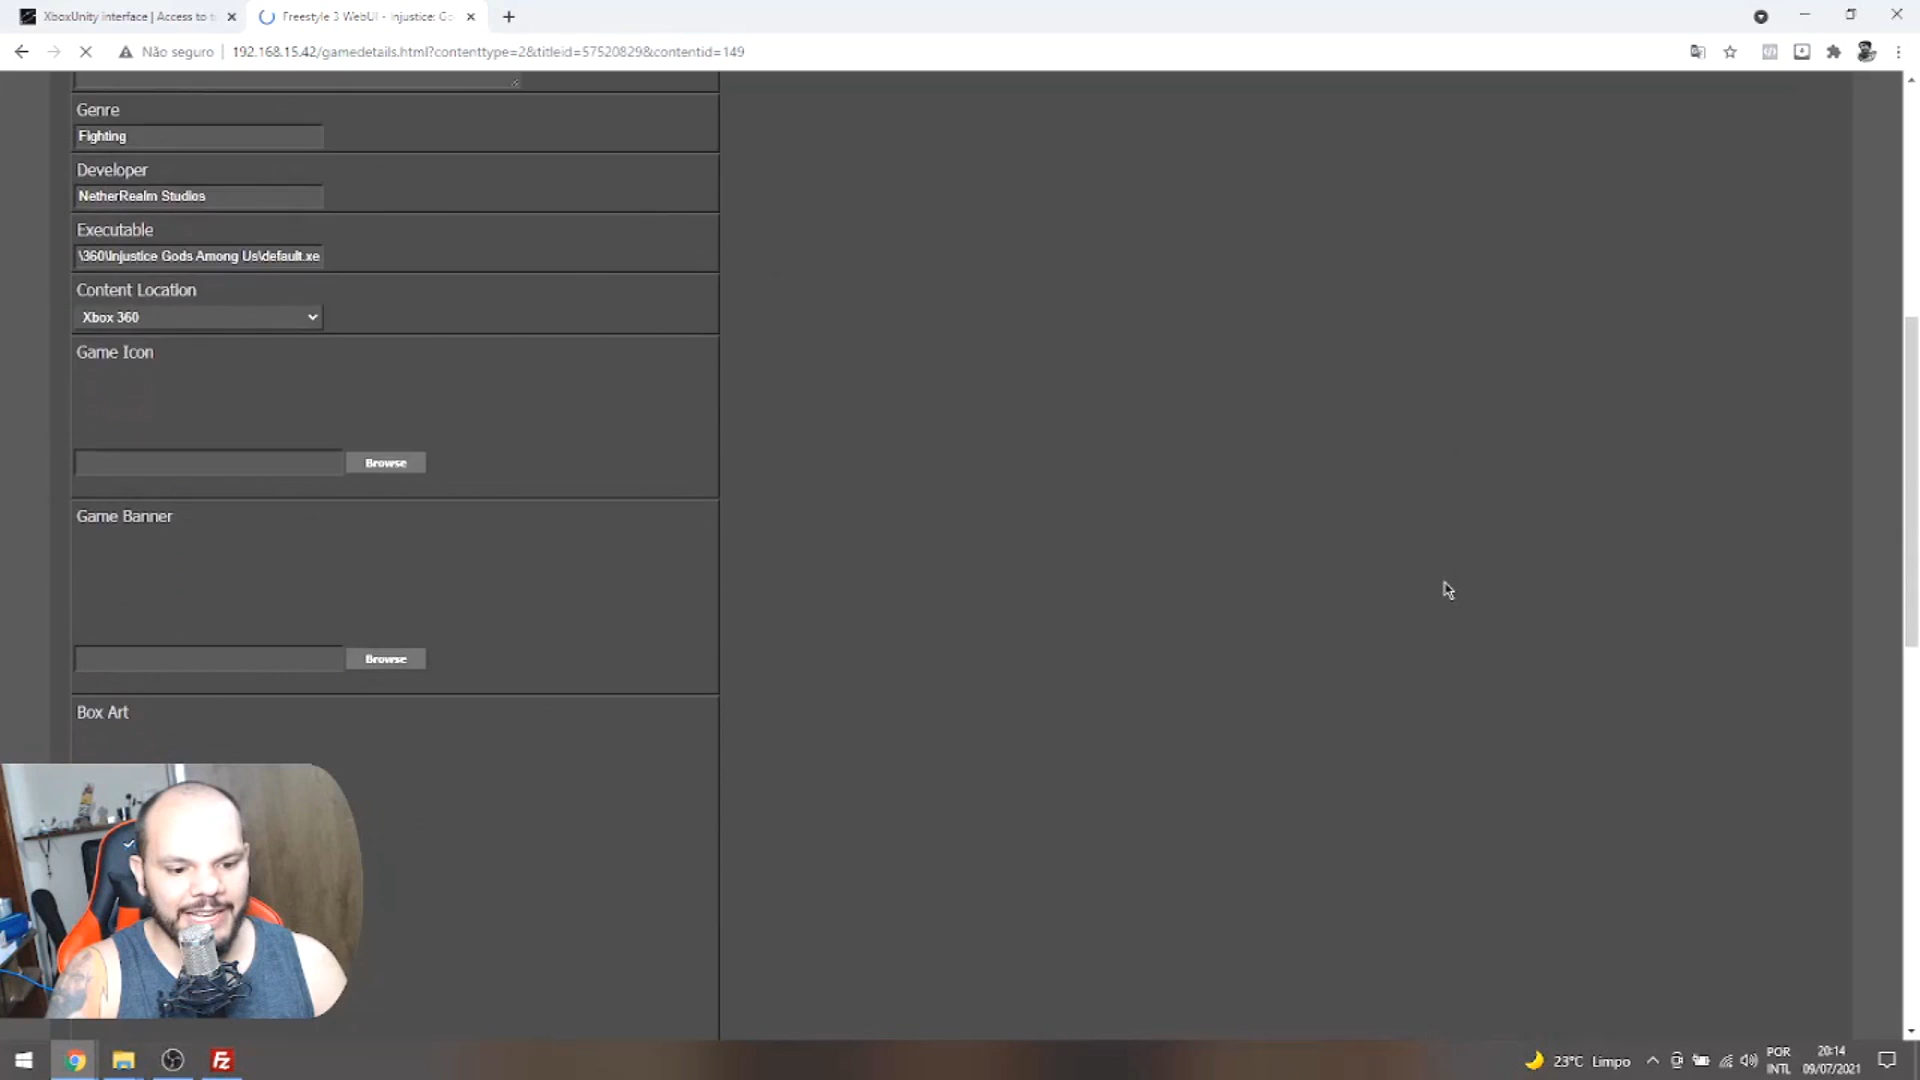 XboxUnity Interface | Access to t
Freestyle 3 WebUI - Injustice: Go
Não seguro
192.168.15.42/gamedetails.html?contenttype=2&titleid=57520829&contentid=149
Genre
Fighting
Developer
NetherRealm Studios
Executable
\360\Injustice Gods Among Us\default.xe
Content Location
Xbox 360
Game Icon
Browse
Game Banner
Browse
Box Art
23°C Limpo
POR
INTL
20:14
09/07/2021